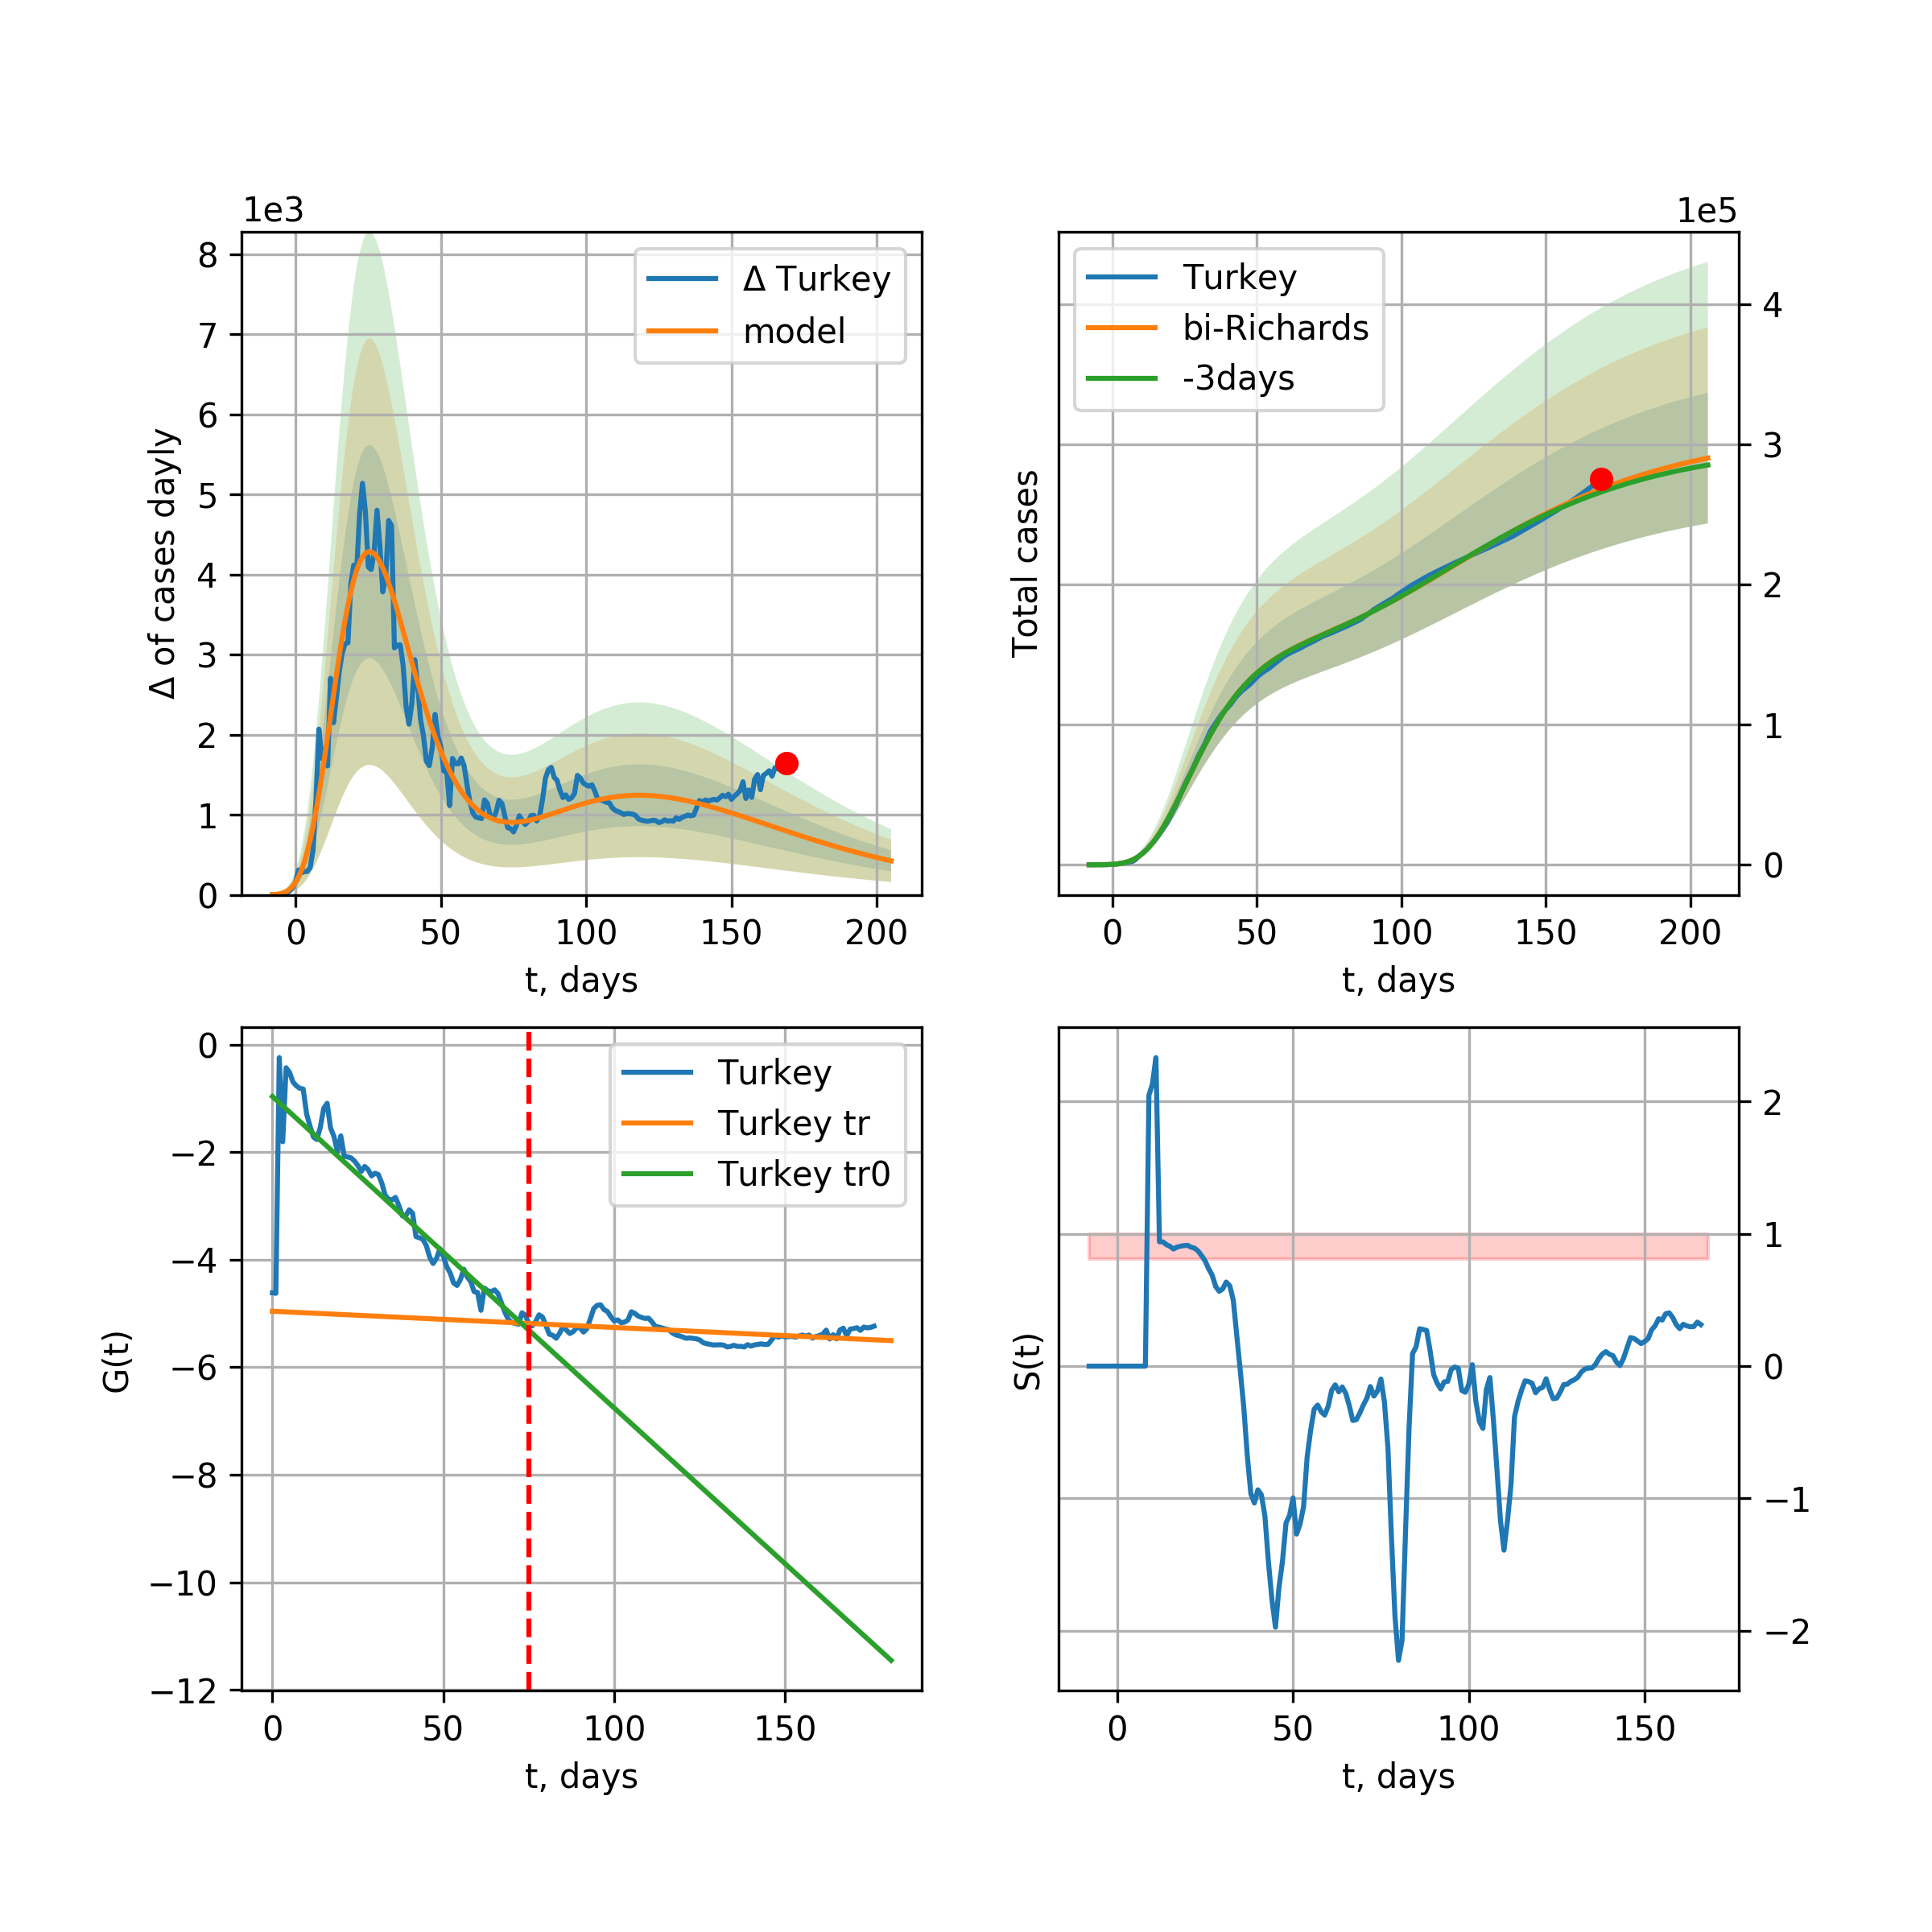 1e3
8
7
6
5
4
3
2
1
0
Δ of cases dayly
Δ Turkey
model
0 50 100 150 200
t, days
1e5
Turkey
bi-Richards
-3days
Total cases
4
3
2
1
0
0 50 100 150 200
t, days
0
−2
−4
−6
−8
−10
−12
G(t)
Turkey
Turkey tr
Turkey tr0
0 50 100 150
t, days
S(t)
2
1
0
−1
−2
0 50 100 150
t, days